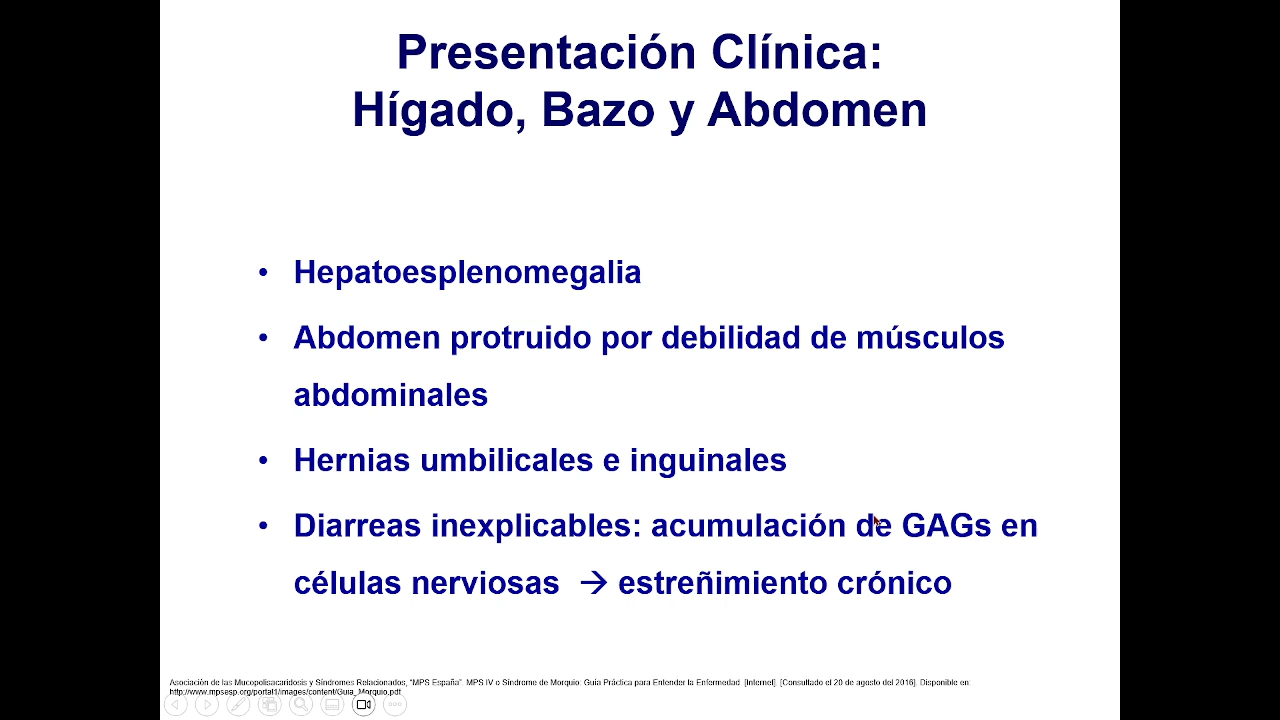 Presentación Clínica:
Hígado, Bazo y Abdomen
• Hepatoesplenomegalia
• Abdomen protruido por debilidad de músculos
abdominales
• Hernias umbilicales e inguinales
• Diarreas inexplicables: acumulación de GAGs en
células nerviosas → estreñimiento crónico
Asociación de las Mucopolisacaridosis y Síndromes Relacionados, "MPS España". MPS IV o Síndrome de Morquio: Guía Práctica para Entender la Enfermedad. [Internet]. [Consultado el 20 de agosto del 2016]. Disponible en:
http://www.mpsesp.org/portal1/images/content/Guia_Morquio.pdf